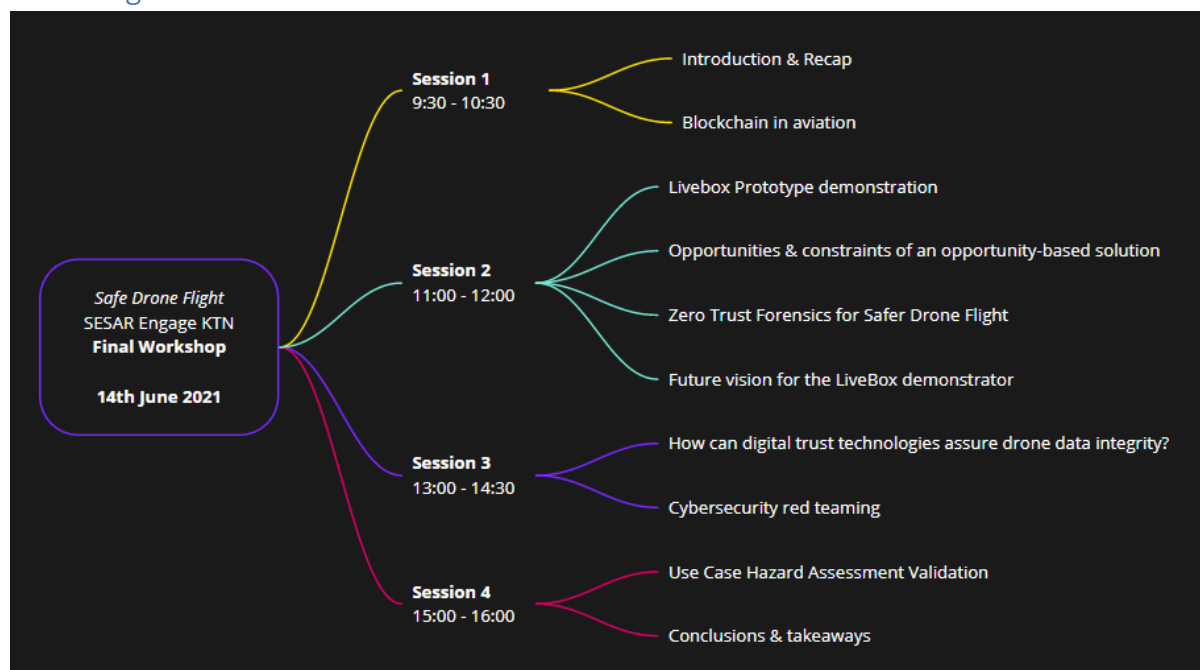 Safe Drone Flight
SESAR Engage KTN
Final Workshop
14th June 2021
Session 1
9:30 - 10:30
Introduction & Recap
Blockchain in aviation
Session 2
11:00 - 12:00
Livebox Prototype demonstration
Opportunities & constraints of an opportunity-based solution
Zero Trust Forensics for Safer Drone Flight
Future vision for the LiveBox demonstrator
Session 3
13:00 - 14:30
How can digital trust technologies assure drone data integrity?
Cybersecurity red teaming
Session 4
15:00 - 16:00
Use Case Hazard Assessment Validation
Conclusions & takeaways